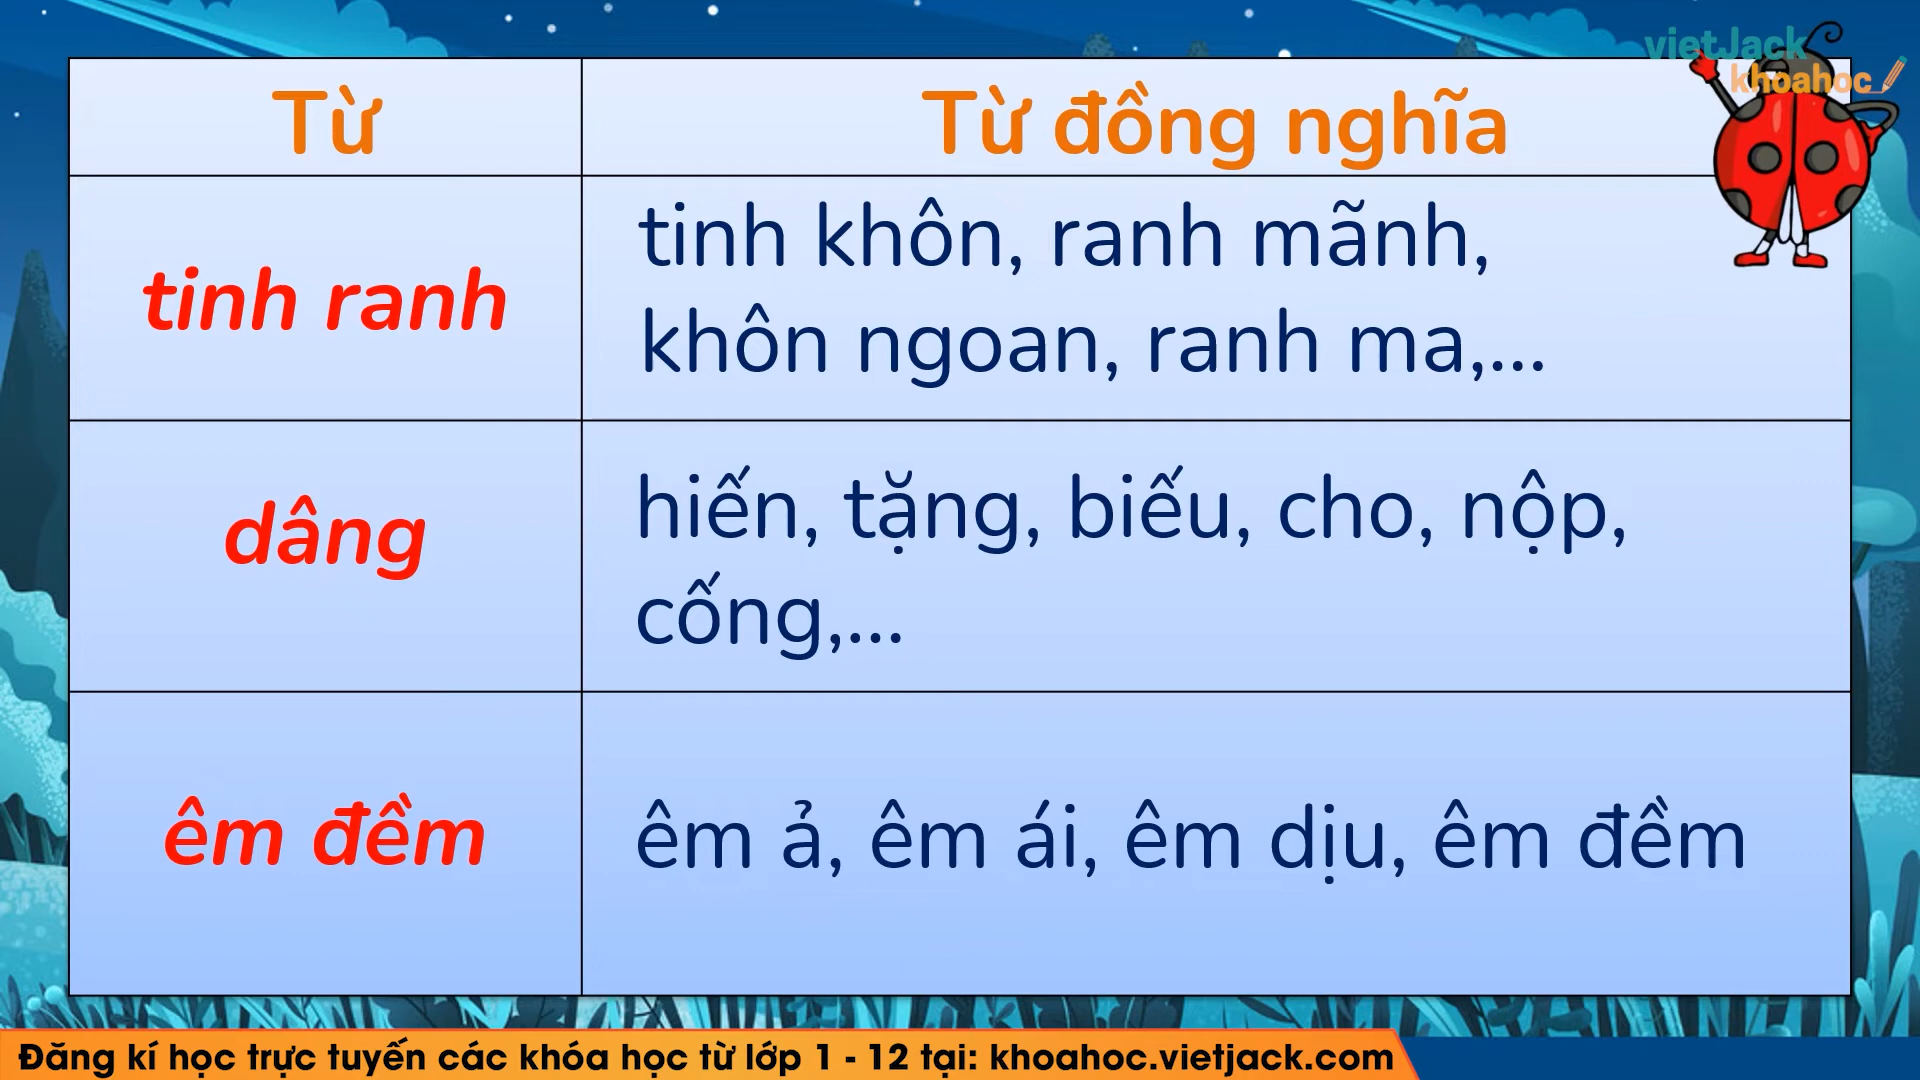 vietJack
khoahoc
Từ
Từ đồng nghĩa
tinh ranh
tinh khôn, ranh mãnh,
khôn ngoan, ranh ma,...
dâng
hiến, tặng, biếu, cho, nộp,
cống,...
êm đềm
êm ả, êm ái, êm dịu, êm đềm
Đăng kí học trực tuyến các khóa học từ lớp 1 - 12 tại: khoahoc.vietjack.com